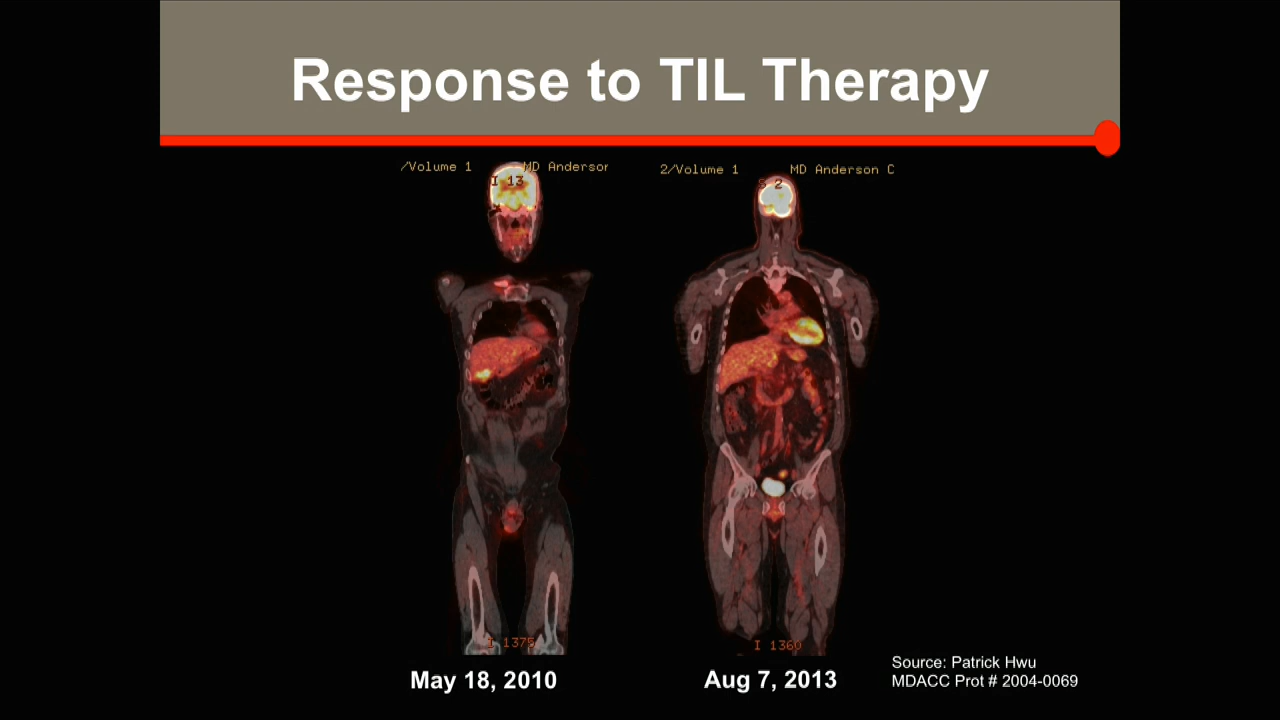 Response to TIL Therapy
/Volume 1 MD Anderson
I 13
2/Volume 1 MD Anderson C
S 2
I 1375
I 1360
May 18, 2010
Aug 7, 2013
Source: Patrick Hwu
MDACC Prot # 2004-0069